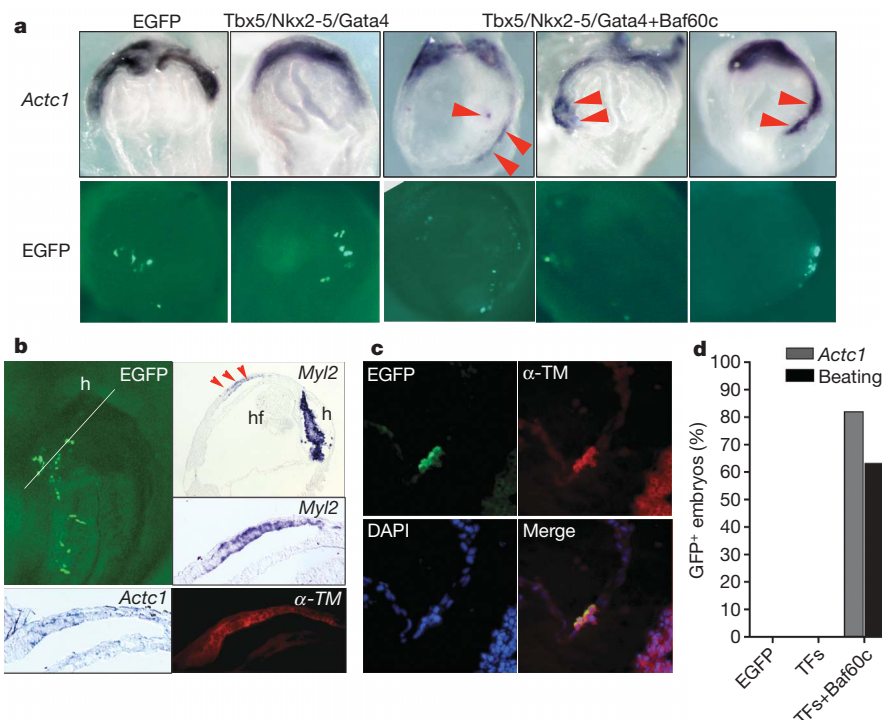 a
EGFP
Tbx5/Nkx2-5/Gata4
Tbx5/Nkx2-5/Gata4+Baf60c
Actc1
EGFP
b
h
EGFP
Myl2
hf
h
Myl2
Actc1
α-TM
c
EGFP
α-TM
DAPI
Merge
d
Actc1
Beating
GFP⁺ embryos (%)
100
90
80
70
60
50
40
30
20
10
0
EGFP
TFs
TFs+Baf60c